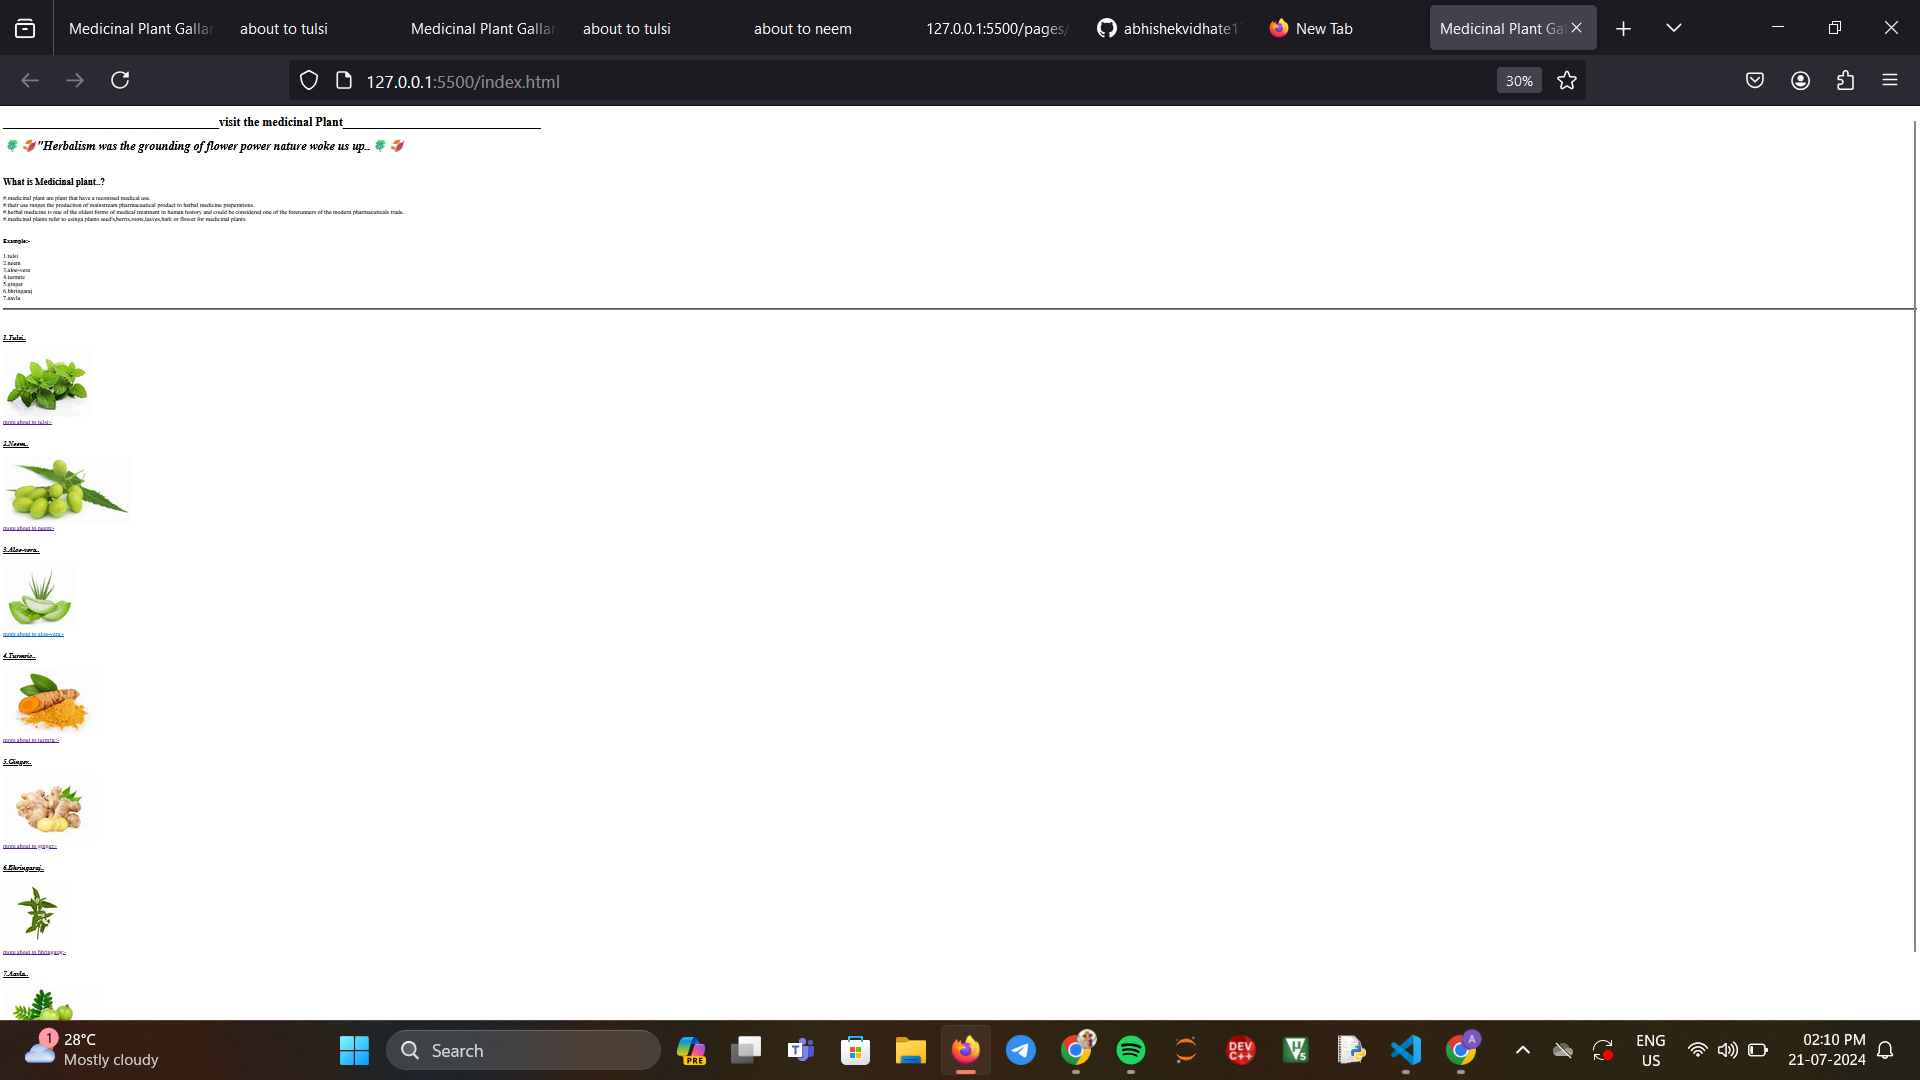 Medicinal Plant Gallar
about to tulsi
Medicinal Plant Gallar
about to tulsi
about to neem
127.0.0.1:5500/pages/
abhishekvidhate1
New Tab
Medicinal Plant Gal
127.0.0.1:5500/index.html
30%
________________________________visit the medicinal Plant______________________________
"Herbalism was the grounding of flower power nature woke us up..
What is Medicinal plant..?
#.medicinal plant are plant that have a reconised medical use.
#.their use ranges the production of mainstream pharmaceutical product to herbal medicine preperations.
#.herbal medicine is one of the oldest forms of medical treatment in human history and could be considered one of the forerunners of the modern pharmaceuticals trade.
#.medicinal plants refer to usinga plants seed's,berris,roots,leaves,bark or flower for medicinal plants.
Example:-
1.tulsi
2.neem
3.aloe-vera
4.turmric
5.ginger
6.bhringaraj
7.aavla
1.Tulsi..
more about to tulsi:-
2.Neem..
more about to neem:-
3.Aloe-vera..
more about to aloe-vera:-
4.Turmric..
more about to turmric:-
5.Ginger..
more about to ginger:-
6.Bhringaraj..
more about to bhringaraj:-
7.Aavla..
1
28°C
Mostly cloudy
Search
PRE
DEV
C++
A
ENG
US
02:10 PM
21-07-2024